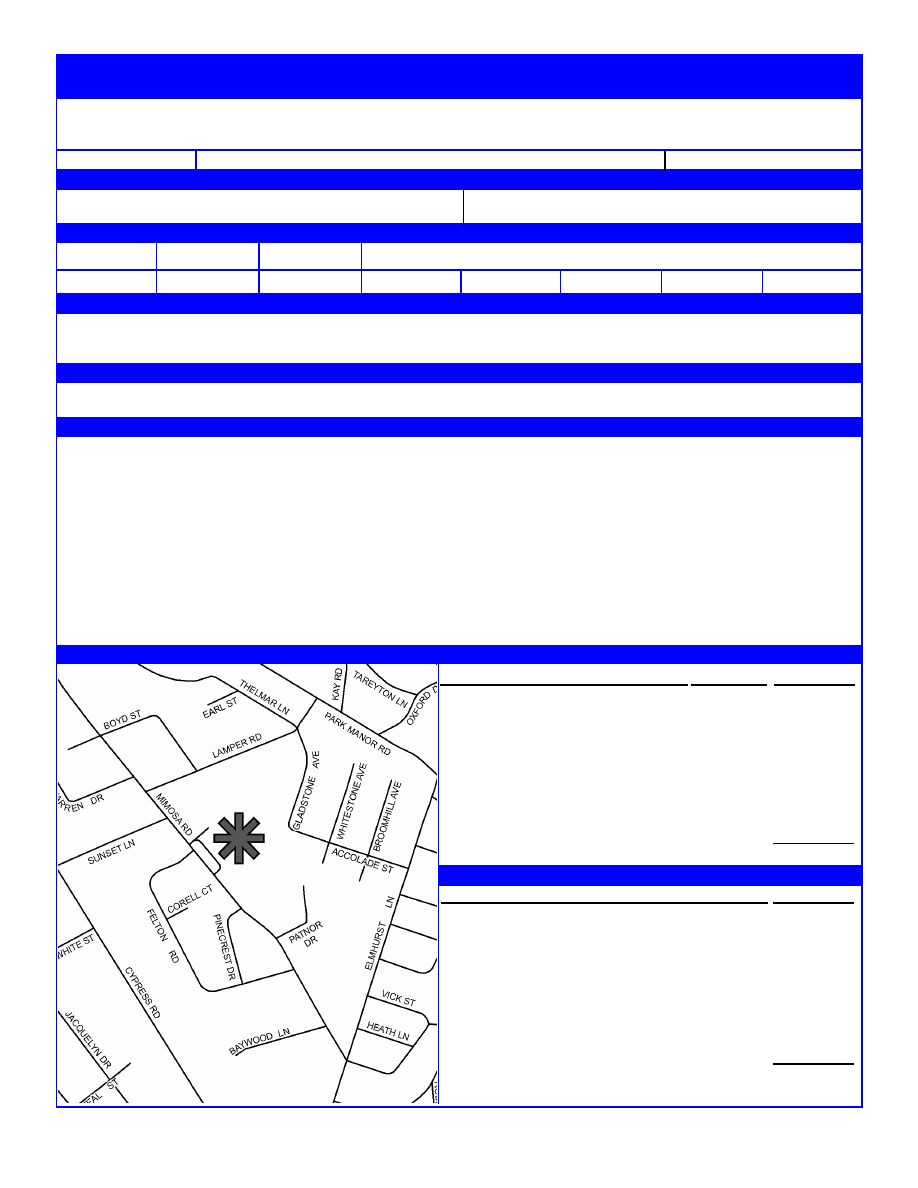 KAY RD
TAREYTON LN
THELMAR LN
EARL ST
OXFORD
BOYD ST
PARK MANOR RD
LAMPER RD
GLADSTONE AVE
WHITESTONE AVE
BROOMHILL AVE
ARREN DR
MIMOSA RD
SUNSET LN
ACCOLADE ST
CORELL CT
FELTON RD
PINECREST DR
PATNOR
DR
ELMHURST LN
WHITE ST
CYPRESS RD
VICK ST
JACQUELYN DR
BAYWOOD LN
HEATH LN
EAL ST